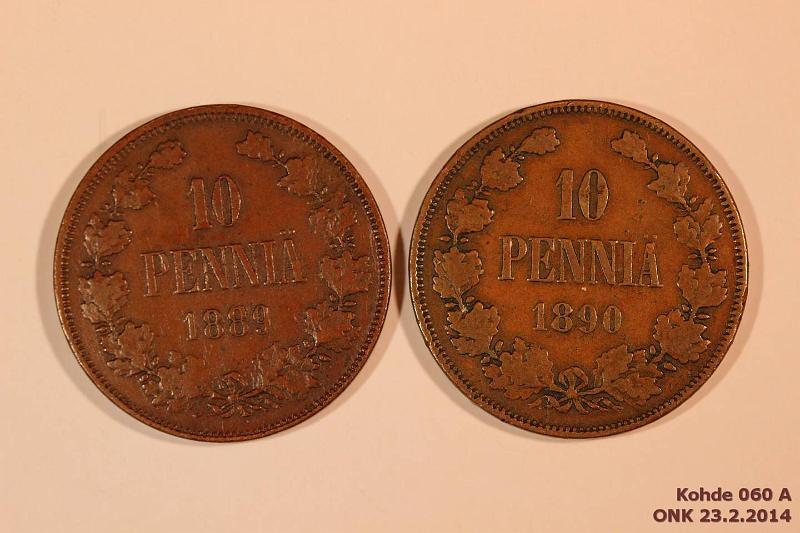 10
PENNIÄ
1889
10
PENNIÄ
1890
Kohde 060 A
ONK 23.2.2014